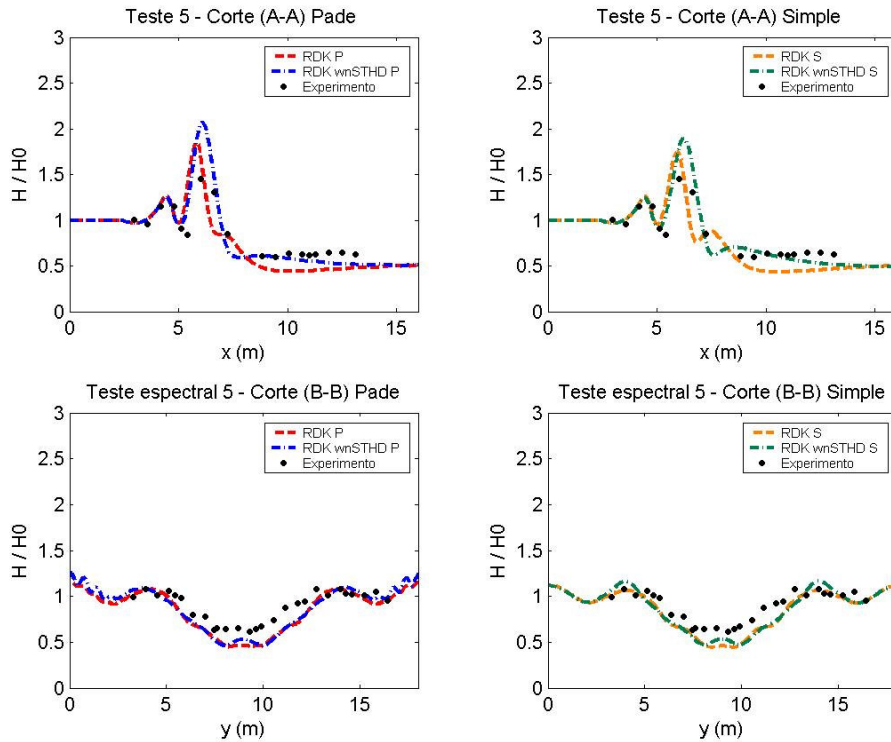 Teste 5 - Corte (A-A) Pade
3
2.5
2
1.5
1
0.5
0
H / H0
0 5 10 15
x (m)
RDK P
RDK wnSTHD P
Experimento
Teste 5 - Corte (A-A) Simple
3
2.5
2
1.5
1
0.5
0
H / H0
0 5 10 15
x (m)
RDK S
RDK wnSTHD S
Experimento
Teste espectral 5 - Corte (B-B) Pade
3
2.5
2
1.5
1
0.5
0
H / H0
0 5 10 15
y (m)
RDK P
RDK wnSTHD P
Experimento
Teste espectral 5 - Corte (B-B) Simple
3
2.5
2
1.5
1
0.5
0
H / H0
0 5 10 15
y (m)
RDK S
RDK wnSTHD S
Experimento